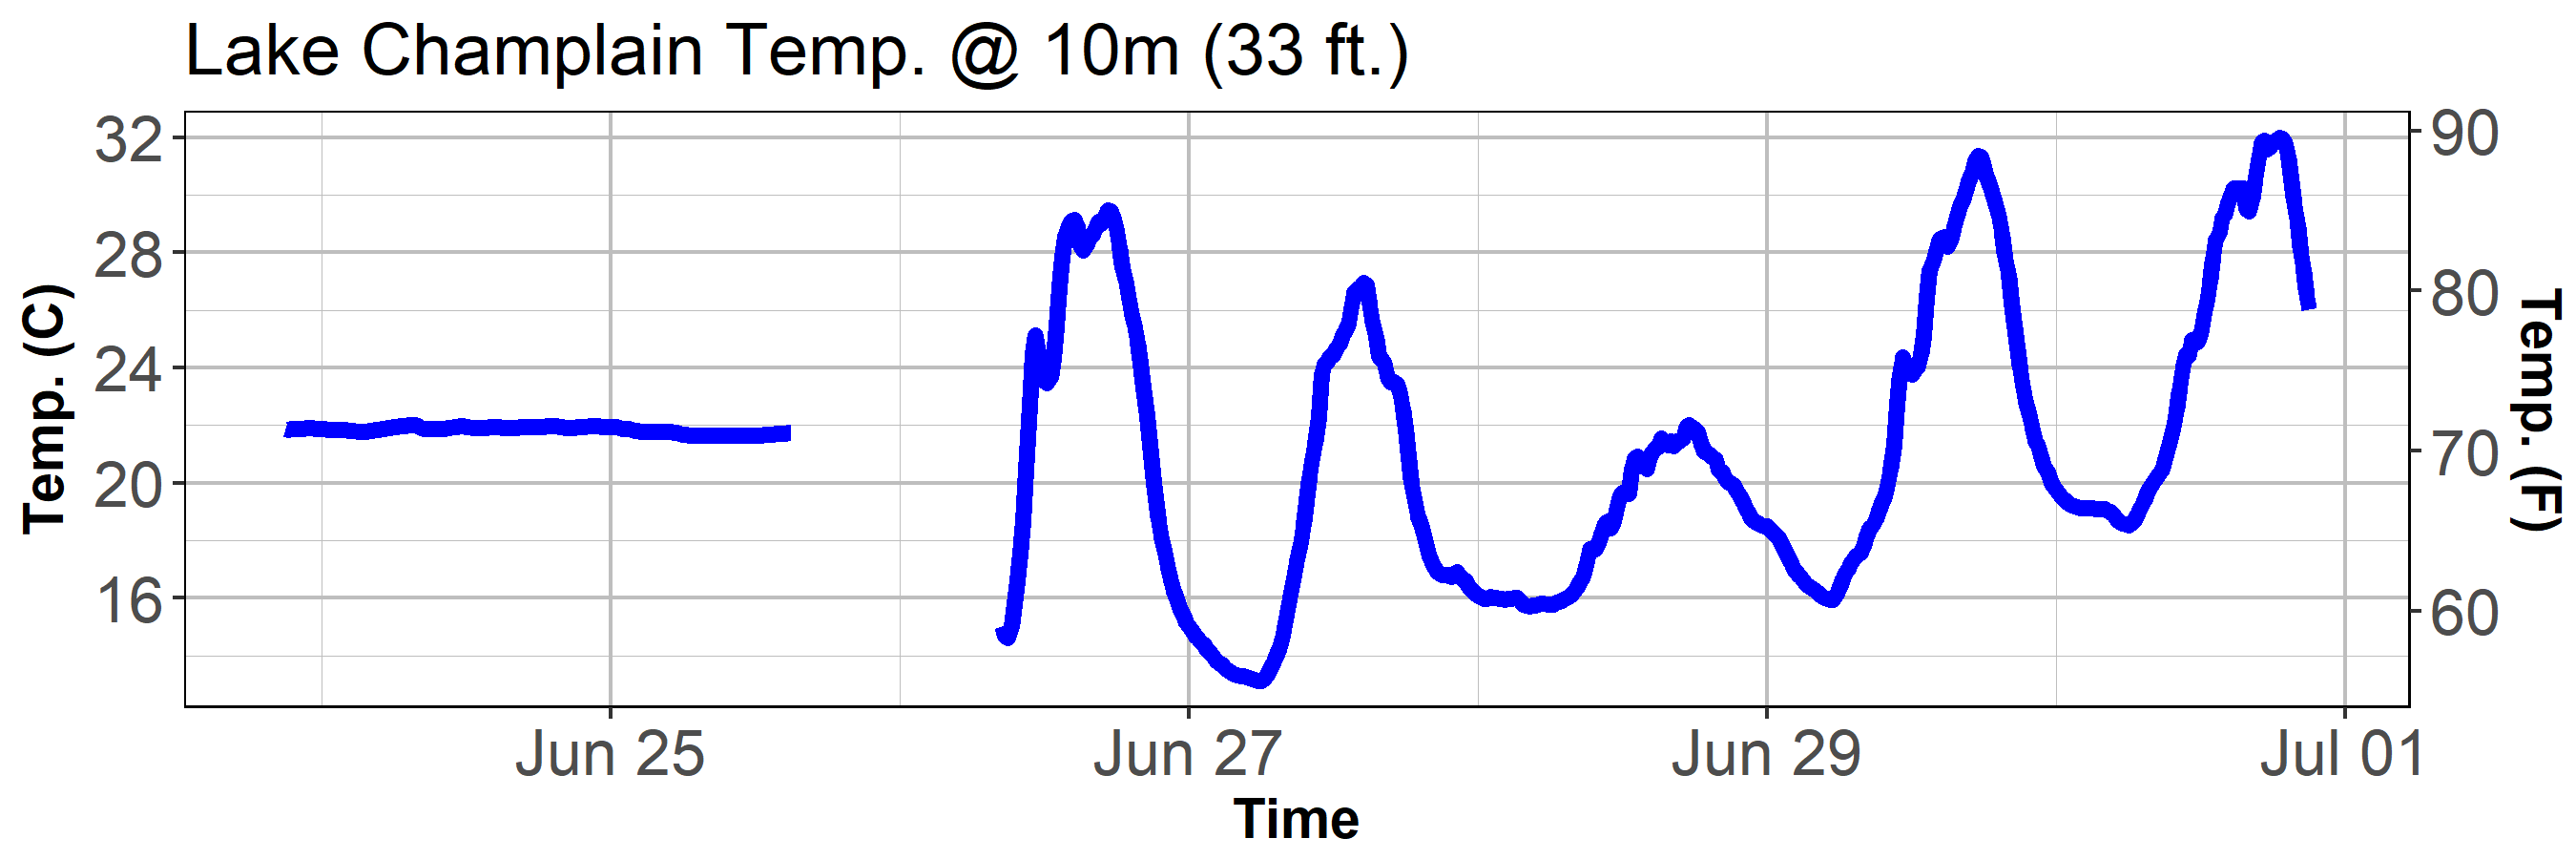 Lake Champlain Temp. @ 10m (33 ft.)
Temp. (C)
32
28
24
20
16
90
80
70
60
Temp. (F)
Jun 25
Jun 27
Jun 29
Jul 01
Time